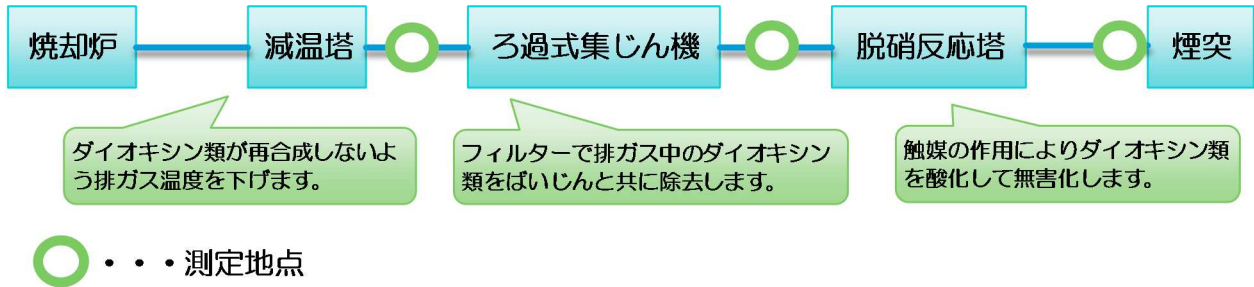 焼却炉
減温塔
ろ過式集じん機
脱硝反応塔
煙突
ダイオキシン類が再合成しないよ
う排ガス温度を下げます。
フィルターで排ガス中のダイオキシン
類をばいじんと共に除去します。
触媒の作用によりダイオキシン類
を酸化して無害化します。
・・・測定地点